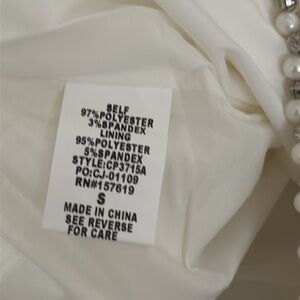 SELF
97%POLYESTER
3%SPANDEX
LINING
95%POLYESTER
5%SPANDEX
STYLE:CP3715A
PO:CJ-01109
RN#157619
S
MADE IN CHINA
SEE REVERSE
FOR CARE